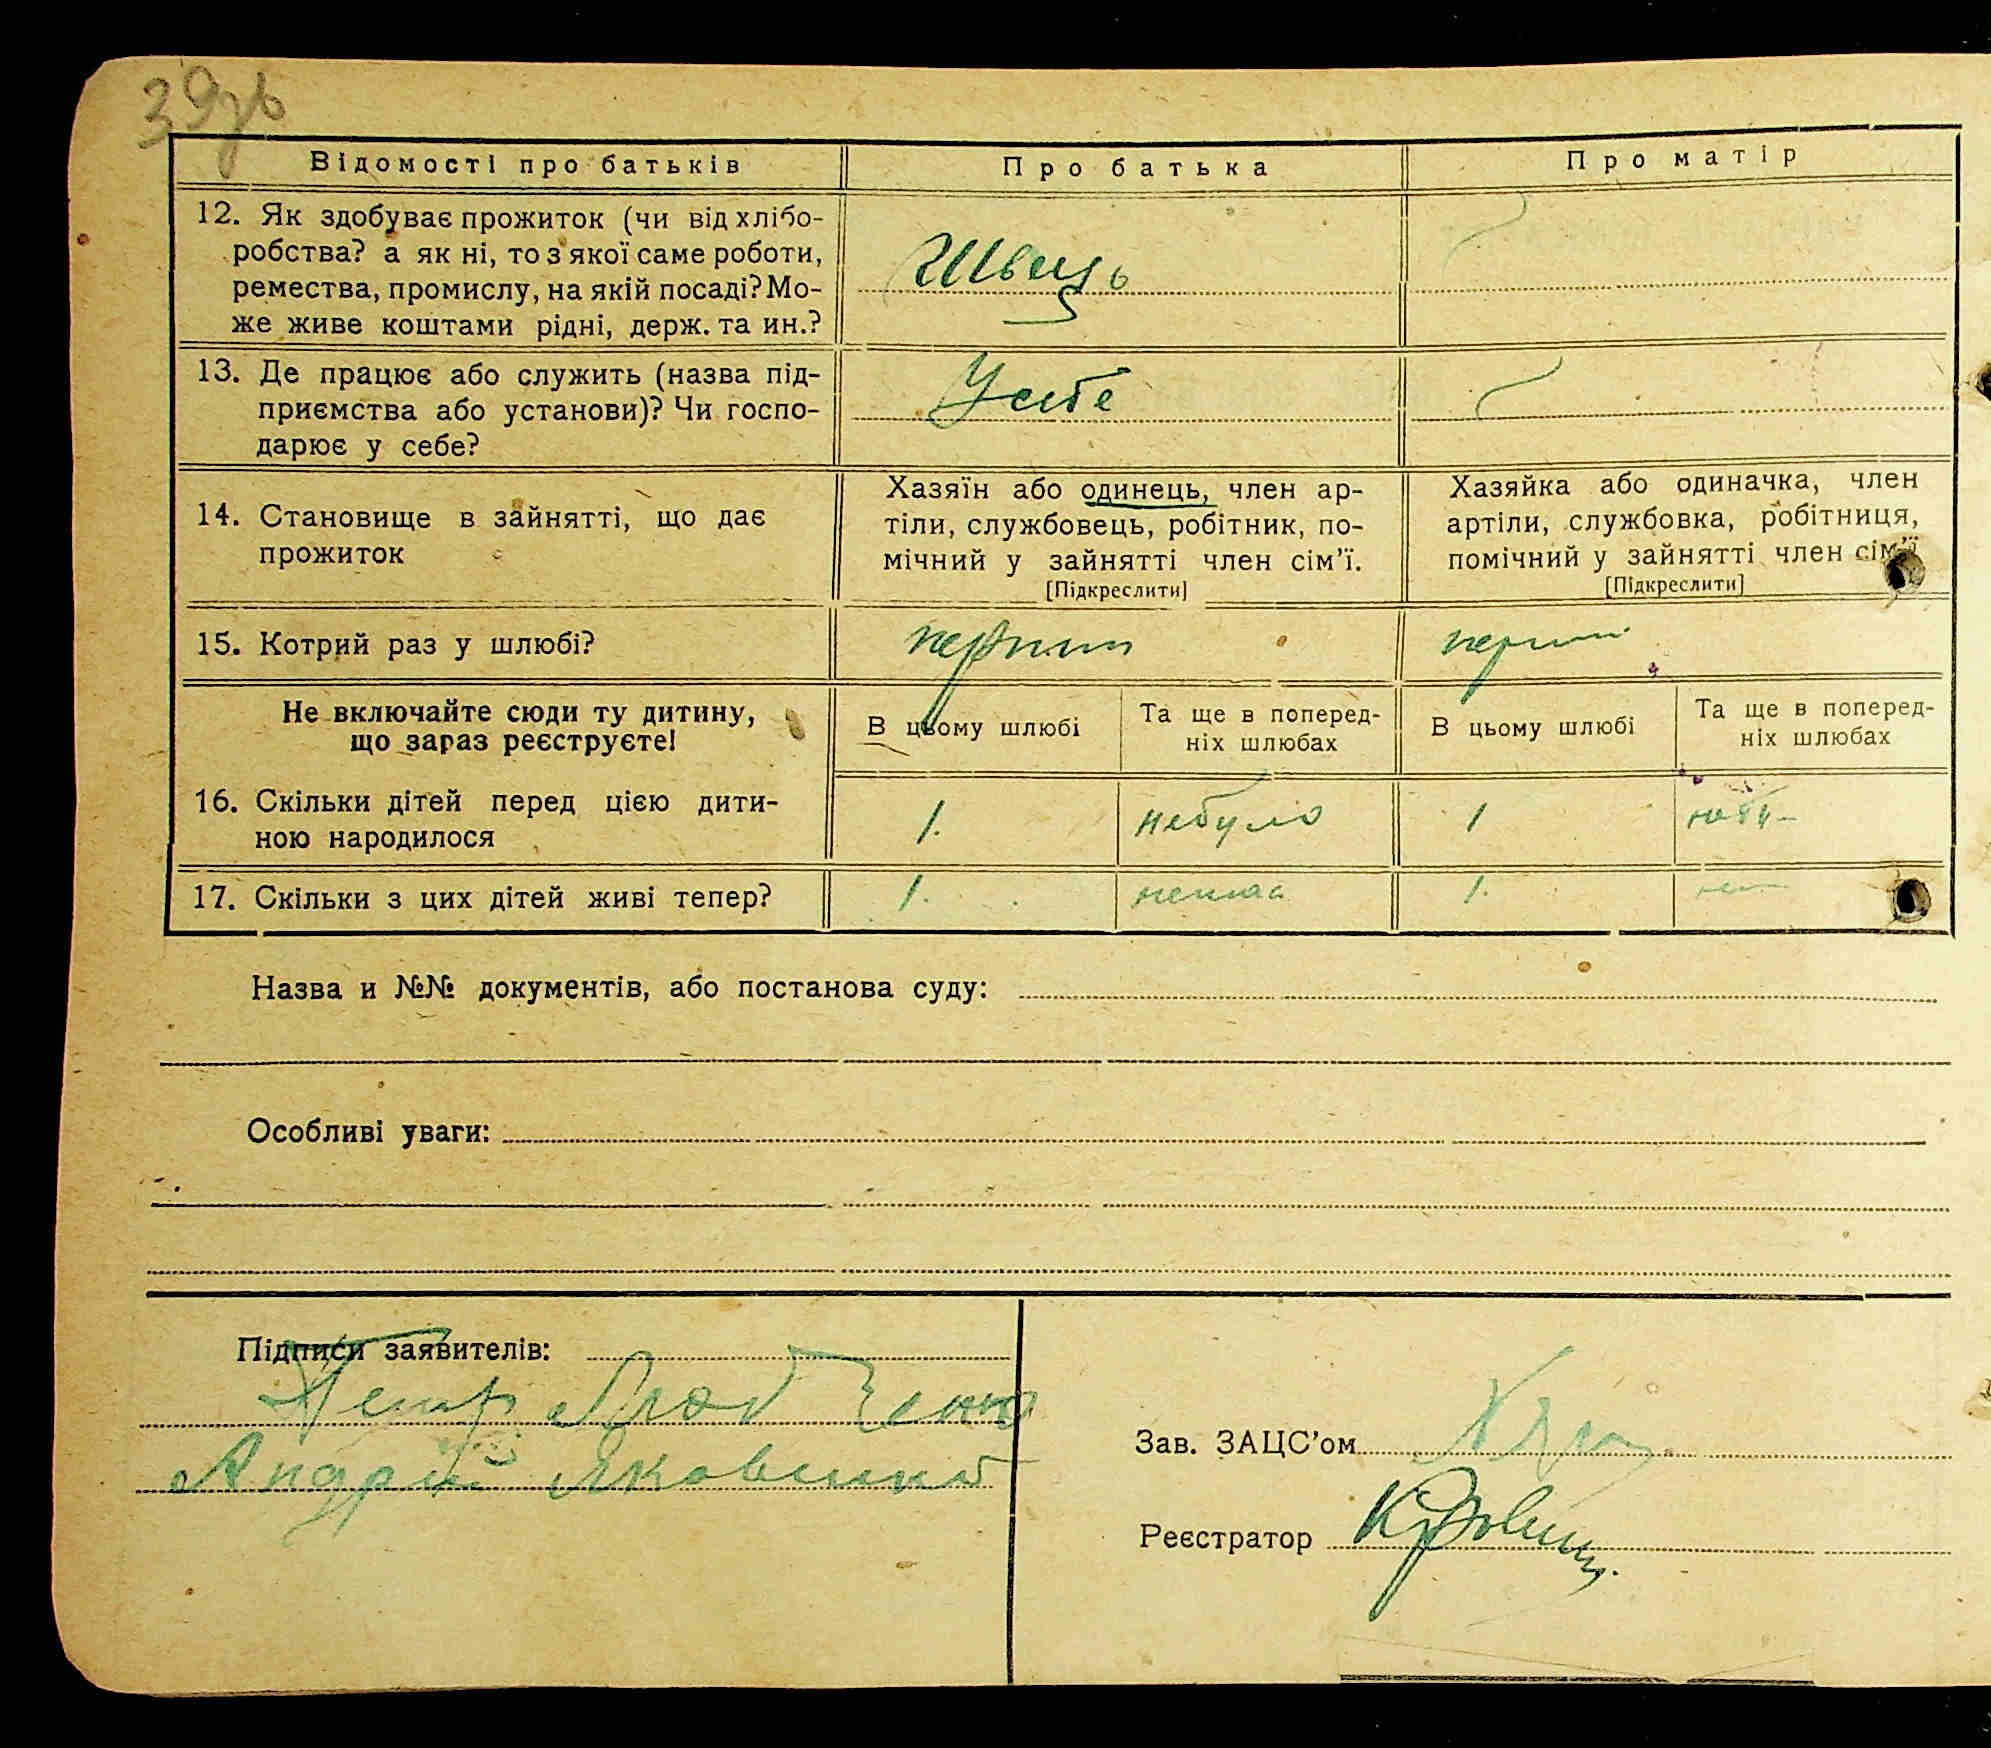 39зв
Відомості про батьків
Про батька
Про матір
12. Як здобуває прожиток (чи від хлібо-
робства? а як ні, то з якої саме роботи,
ремества, промислу, на якій посаді? Мо-
же живе коштами рідні, держ. та ин.?
Швець
13. Де працює або служить (назва під-
приємства або установи)? Чи госпо-
дарює у себе?
У себе
14. Становище в зайнятті, що дає
прожиток
Хазяїн або одинець, член ар-
тіли, службовець, робітник, по-
мічний у зайнятті член сім'ї.
[Підкреслити]
Хазяйка або одиначка, член
артіли, службовка, робітниця,
помічний у зайнятті член сім'ї
[Підкреслити]
15. Котрий раз у шлюбі?
Не включайте сюди ту дитину,
що зараз реєструєте!
В цьому шлюбі
Та ще в поперед-
ніх шлюбах
В цьому шлюбі
Та ще в поперед-
ніх шлюбах
16. Скільки дітей перед цією дити-
ною народилося
1.
небуло
1
17. Скільки з цих дітей живі тепер?
1.
немає
1.
Назва и №№ документів, або постанова суду:
Особливі уваги:
Підписи заявителів:
Петр
Андрій Яковенко
Зав. ЗАЦС'ом
Реєстратор